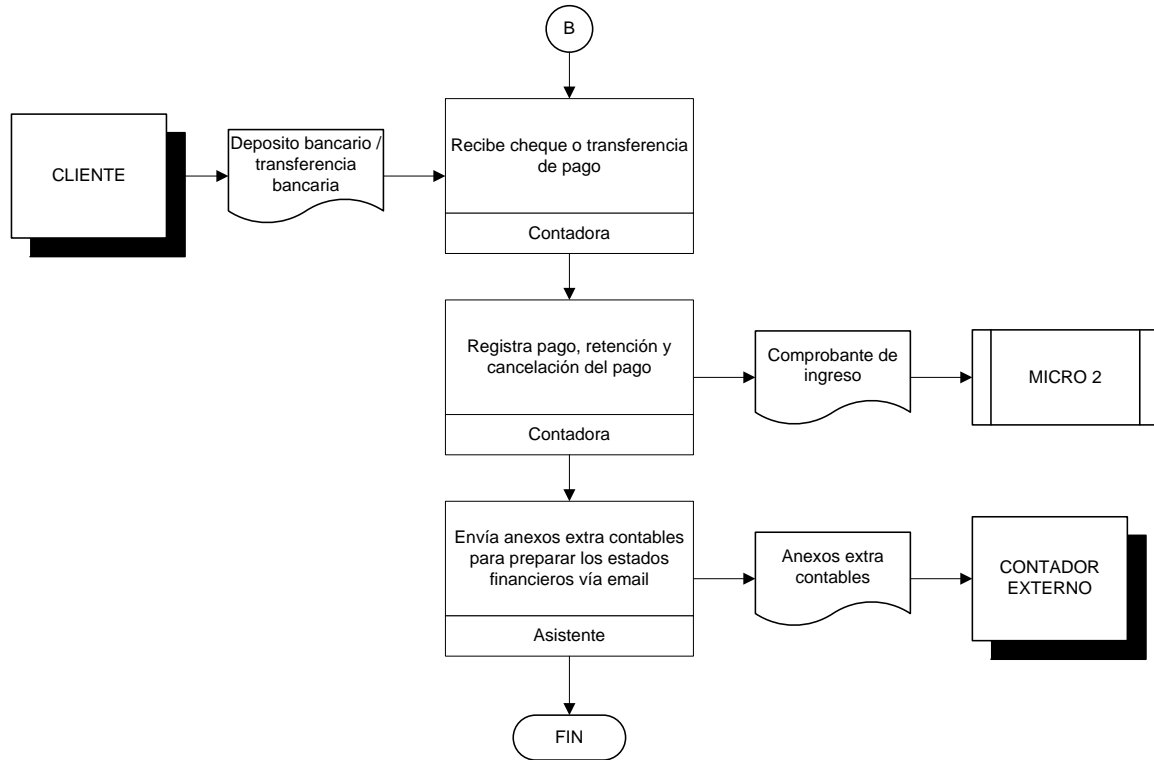 B
CLIENTE
Deposito bancario /
transferencia
bancaria
Recibe cheque o transferencia
de pago
Contadora
Registra pago, retención y
cancelación del pago
Contadora
Comprobante de
ingreso
MICRO 2
Envía anexos extra contables
para preparar los estados
financieros vía email
Asistente
Anexos extra
contables
CONTADOR
EXTERNO
FIN